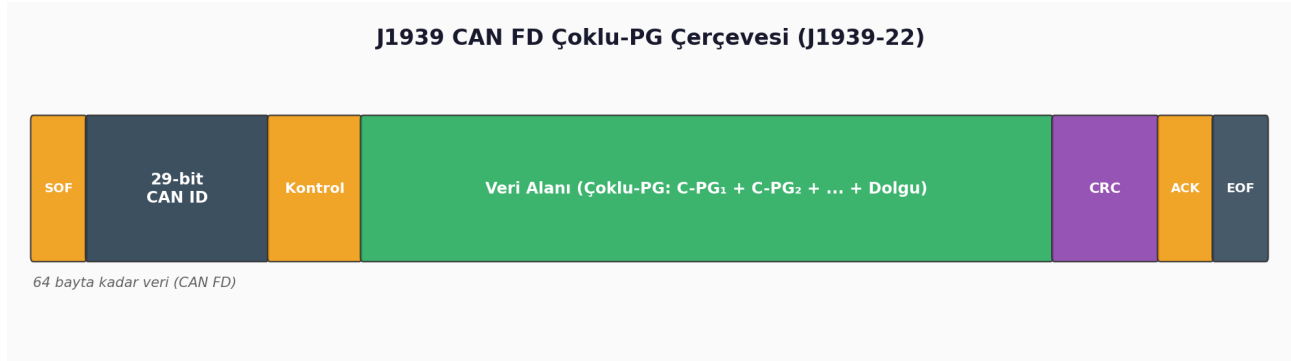 J1939 CAN FD Çoklu-PG Çerçevesi (J1939-22)
SOF
29-bit
CAN ID
Kontrol
Veri Alanı (Çoklu-PG: C-PG₁ + C-PG₂ + ... + Dolgu)
CRC
ACK
EOF
64 bayta kadar veri (CAN FD)